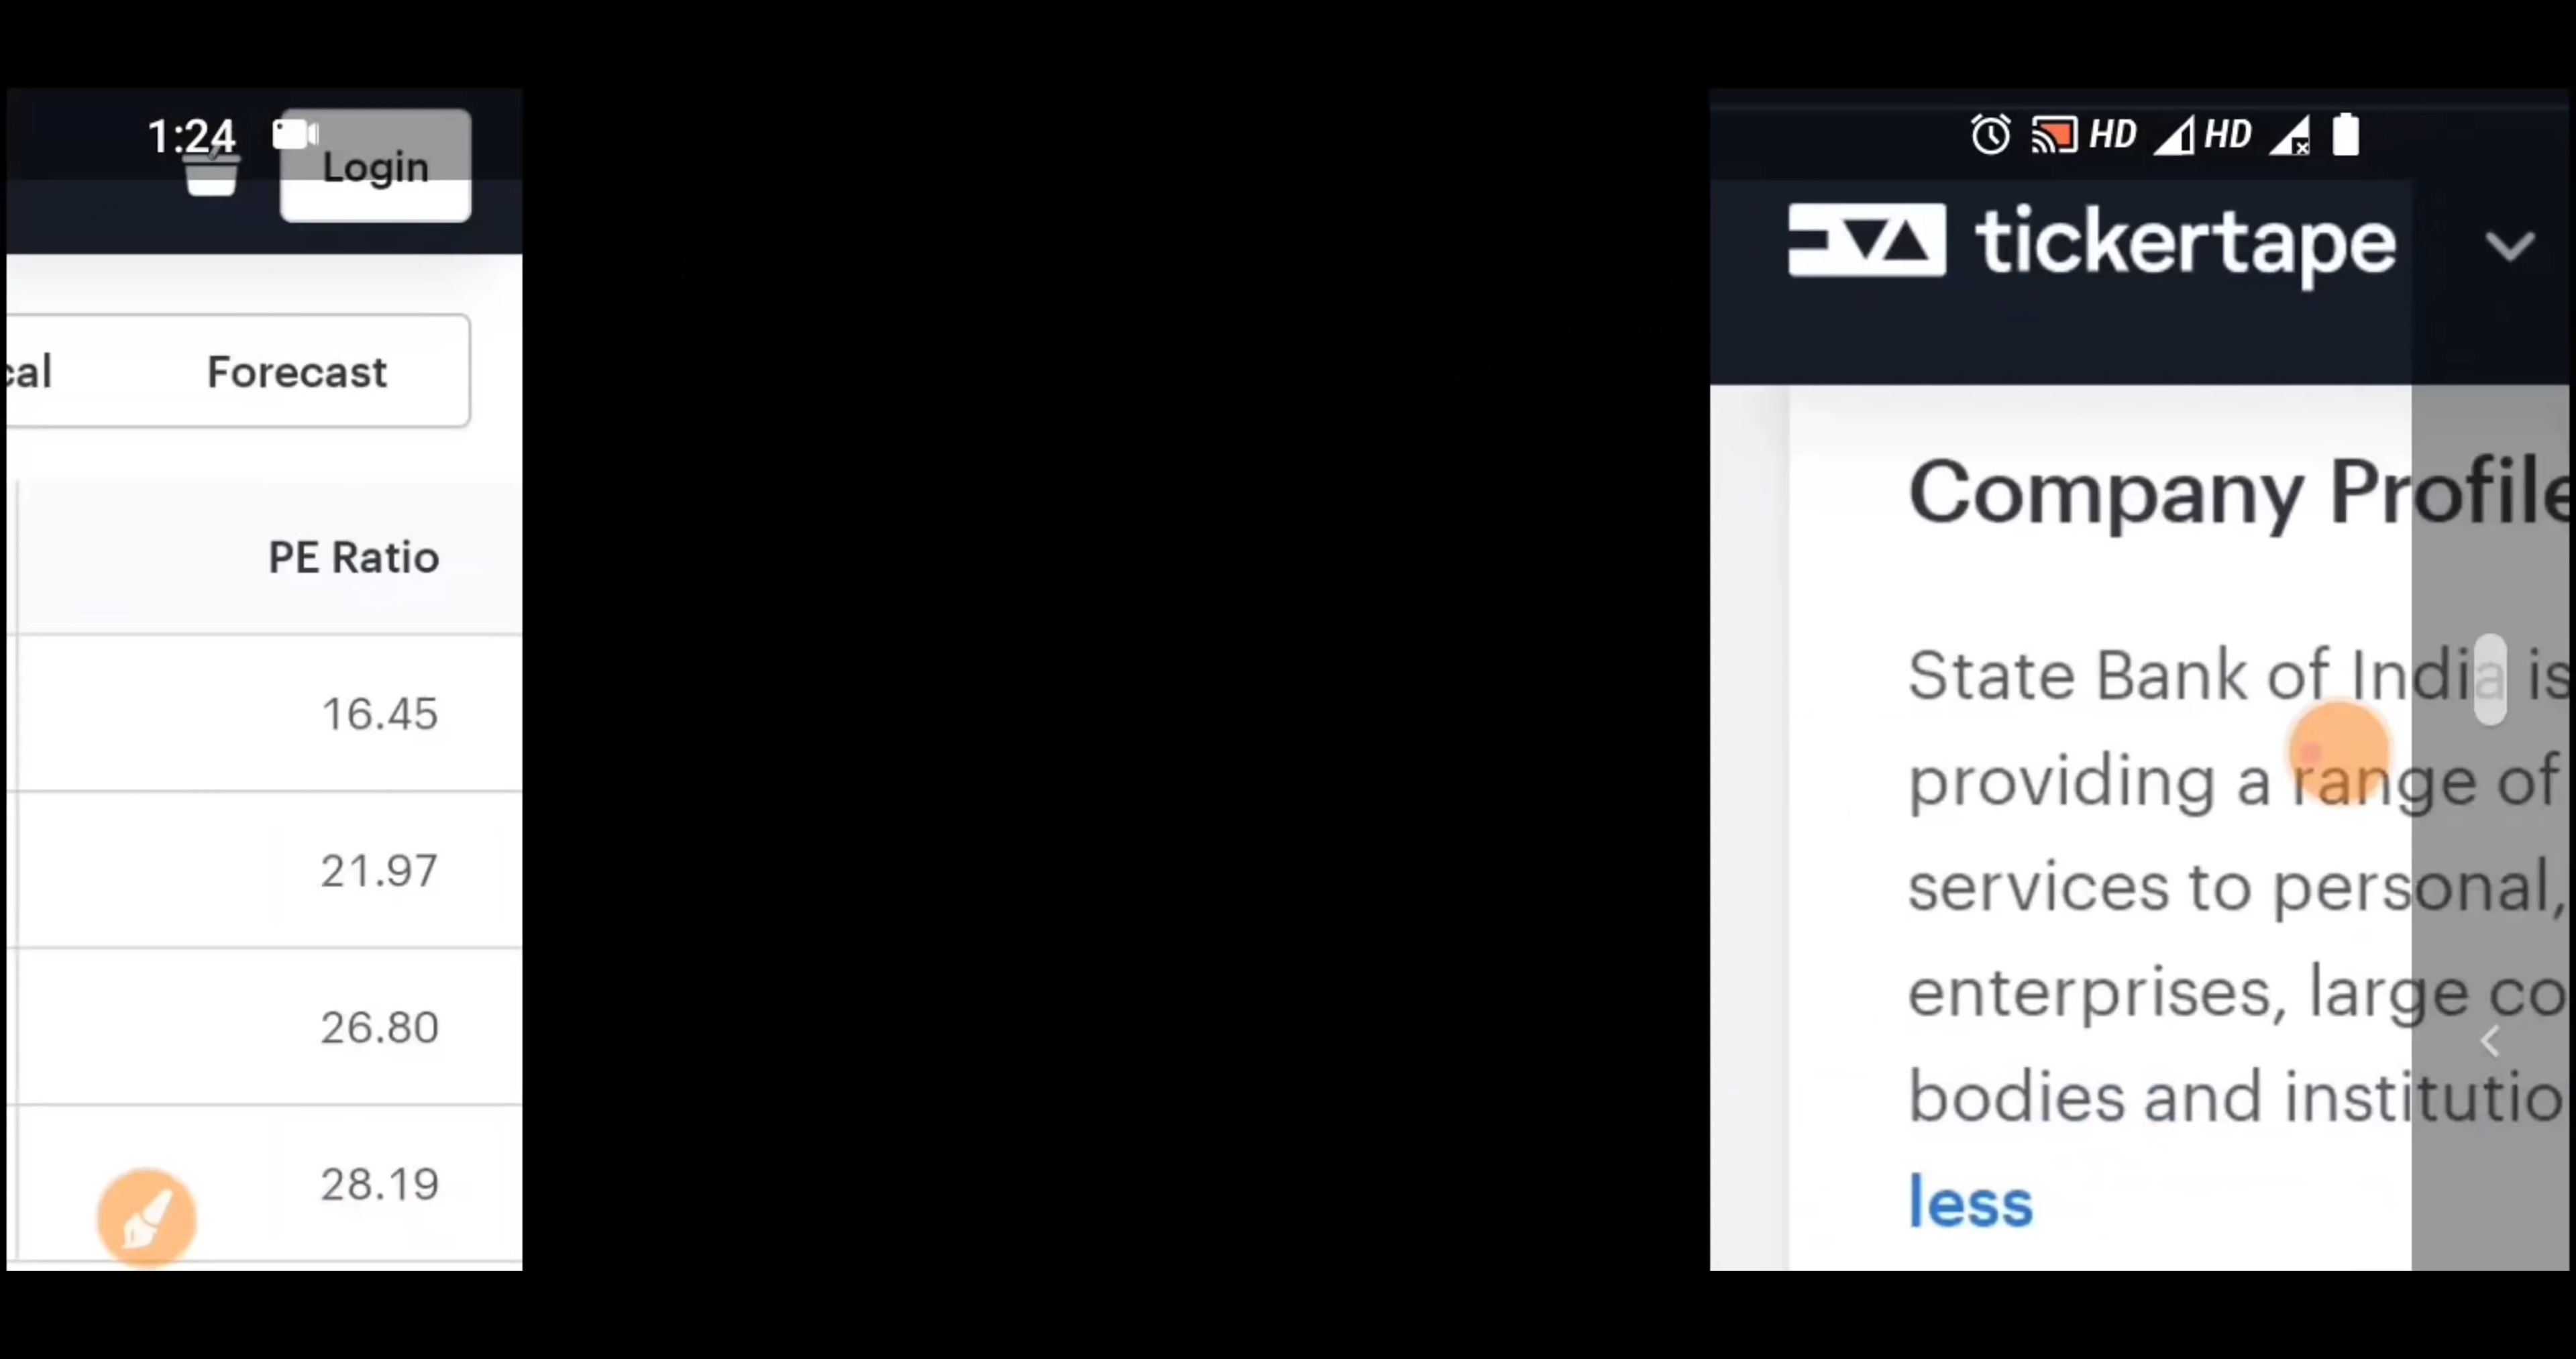 1:24
Login
cal Forecast
PE Ratio
16.45
21.97
26.80
28.19
HD HD
tickertape
Company Profile
State Bank of India is
providing a range of
services to personal,
enterprises, large co
bodies and institutio
less